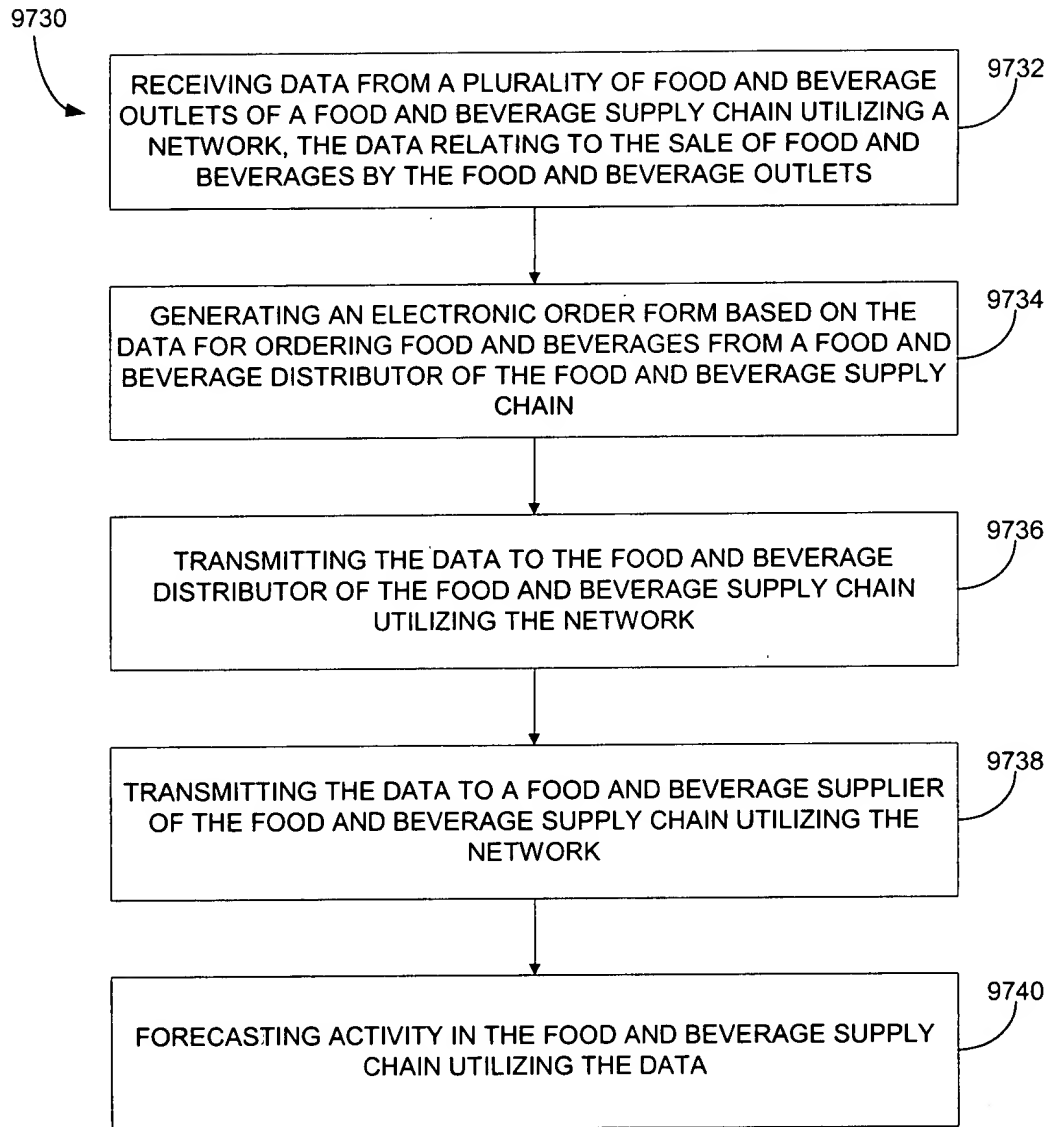 9730
RECEIVING DATA FROM A PLURALITY OF FOOD AND BEVERAGE
OUTLETS OF A FOOD AND BEVERAGE SUPPLY CHAIN UTILIZING A
NETWORK, THE DATA RELATING TO THE SALE OF FOOD AND
BEVERAGES BY THE FOOD AND BEVERAGE OUTLETS
9732
GENERATING AN ELECTRONIC ORDER FORM BASED ON THE
DATA FOR ORDERING FOOD AND BEVERAGES FROM A FOOD AND
BEVERAGE DISTRIBUTOR OF THE FOOD AND BEVERAGE SUPPLY
CHAIN
9734
TRANSMITTING THE DATA TO THE FOOD AND BEVERAGE
DISTRIBUTOR OF THE FOOD AND BEVERAGE SUPPLY CHAIN
UTILIZING THE NETWORK
9736
TRANSMITTING THE DATA TO A FOOD AND BEVERAGE SUPPLIER
OF THE FOOD AND BEVERAGE SUPPLY CHAIN UTILIZING THE
NETWORK
9738
FORECASTING ACTIVITY IN THE FOOD AND BEVERAGE SUPPLY
CHAIN UTILIZING THE DATA
9740